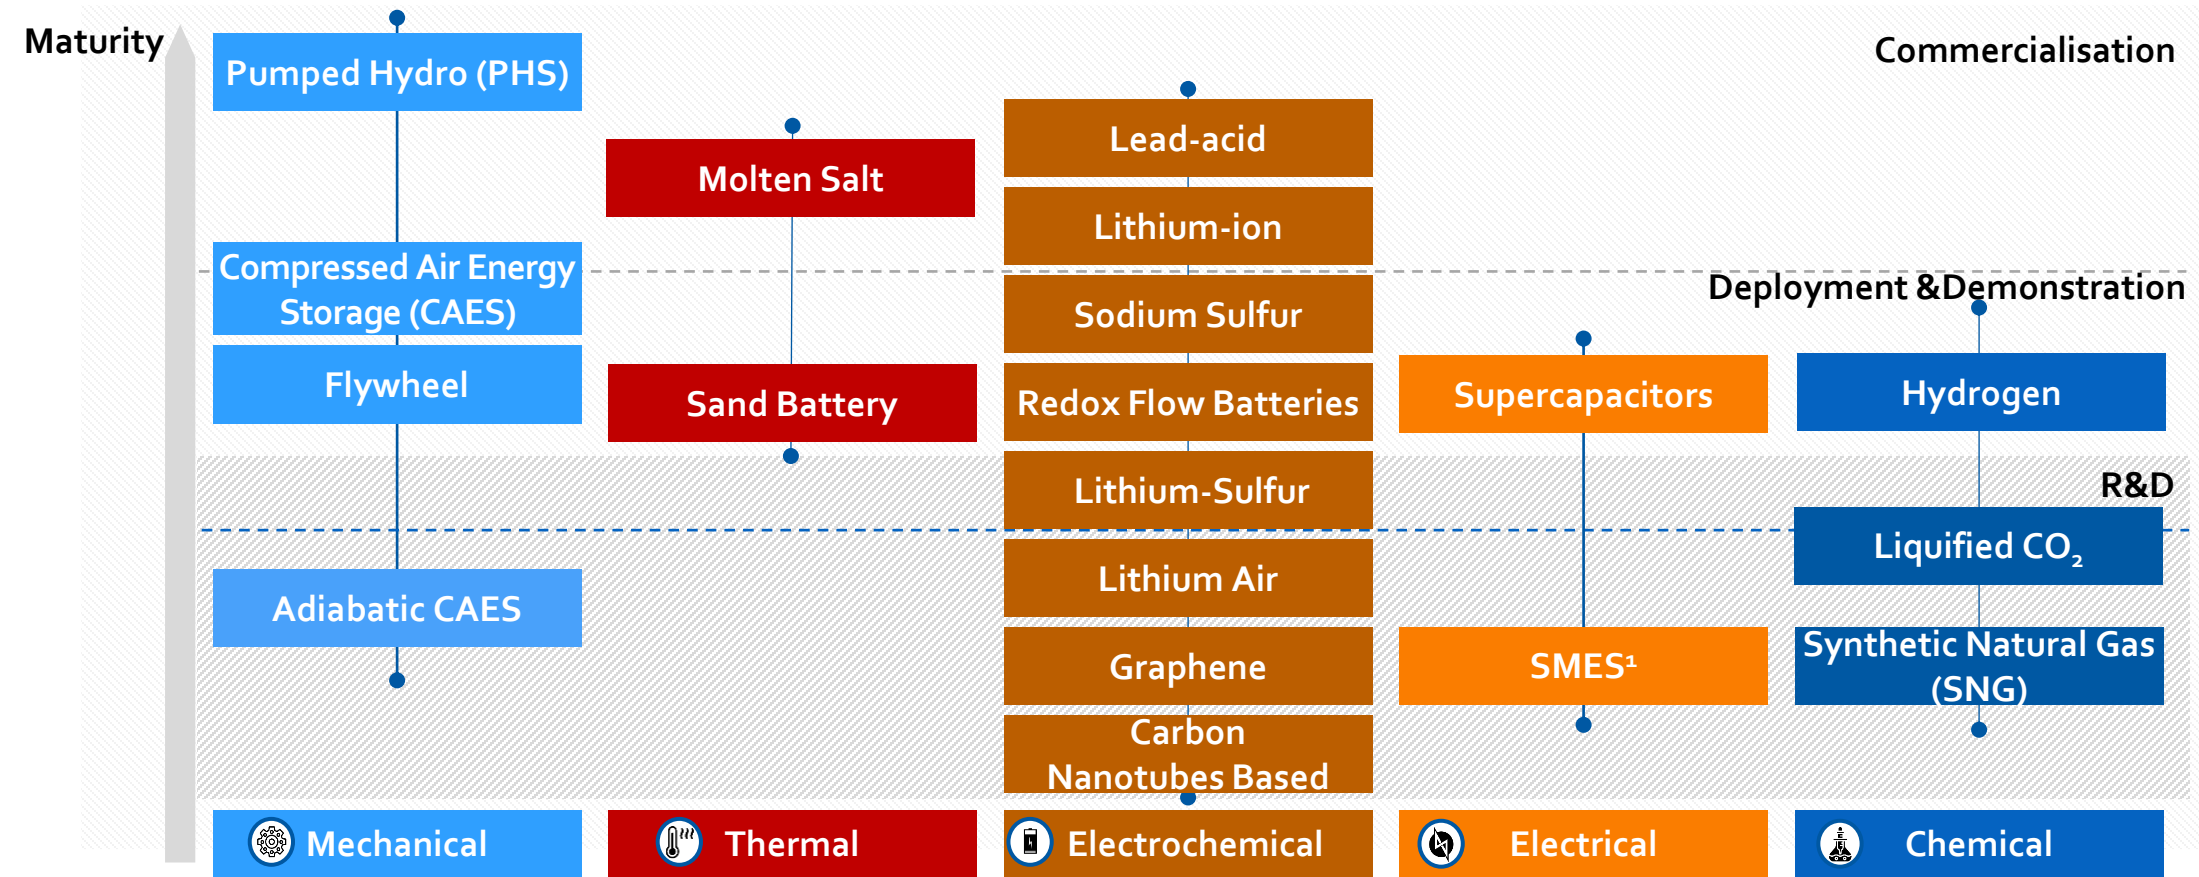 Maturity
Commercialisation
Pumped Hydro (PHS)
Compressed Air Energy
Storage (CAES)
Flywheel
Adiabatic CAES
Mechanical
Molten Salt
Sand Battery
Thermal
Lead-acid
Lithium-ion
Sodium Sulfur
Redox Flow Batteries
Lithium-Sulfur
Lithium Air
Graphene
Carbon
Nanotubes Based
Electrochemical
Supercapacitors
SMES¹
Electrical
Deployment &Demonstration
Hydrogen
R&D
Liquified CO₂
Synthetic Natural Gas
(SNG)
Chemical